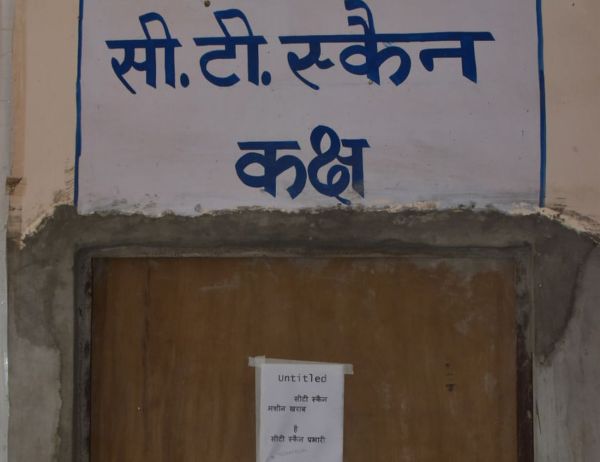 सी.टी.स्कैन
कक्ष
Untitled
सीटी स्कैन
मशीन खराब
है
सीटी स्कैन प्रभारी